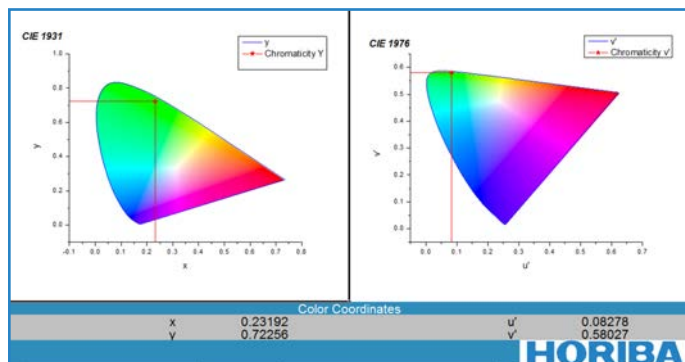 CIE 1931
y
Chromaticity Y
1.0
0.8
0.6
0.4
0.2
0.0
y
-0.1 0.0 0.1 0.2 0.3 0.4 0.5 0.6 0.7 0.8
x
CIE 1976
v'
Chromaticity v'
0.6
0.5
0.4
0.3
0.2
0.1
0.0
v'
0.0 0.1 0.2 0.3 0.4 0.5 0.6 0.7
u'
Color Coordinates
x 0.23192 u' 0.08278
y 0.72256 v' 0.58027
HORIBA